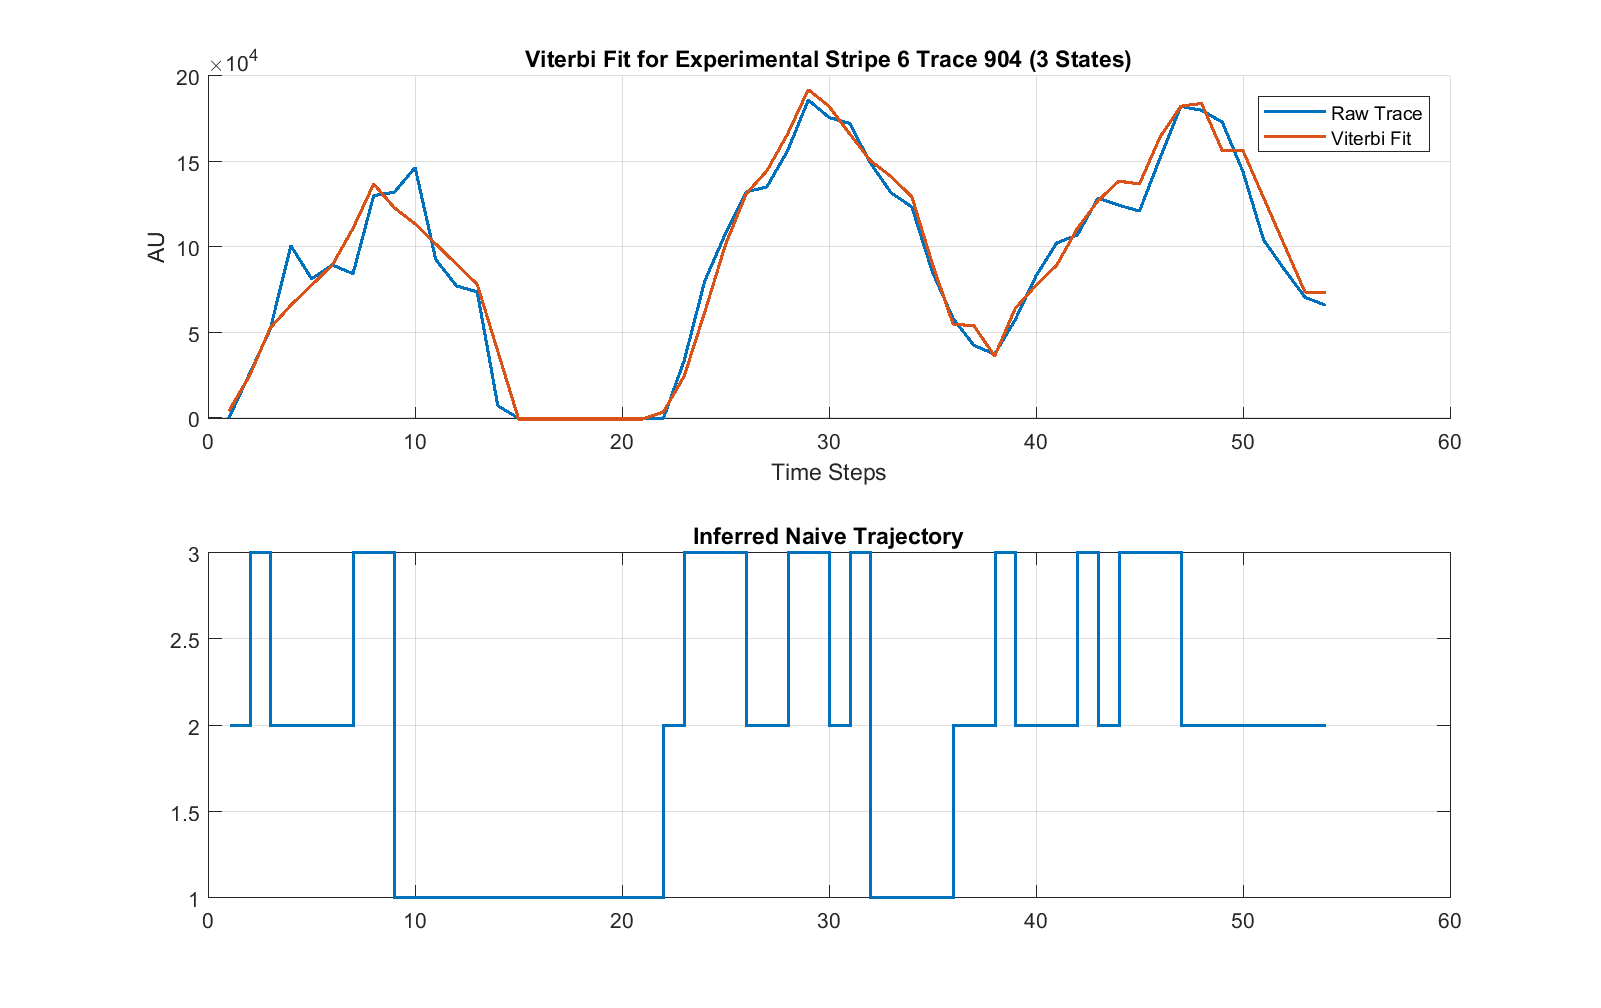 Viterbi Fit for Experimental Stripe 6 Trace 904 (3 States)
×10⁴
20
15
10
5
0
AU
Raw Trace
Viterbi Fit
0 10 20 30 40 50 60
Time Steps
Inferred Naive Trajectory
3
2.5
2
1.5
1
0 10 20 30 40 50 60